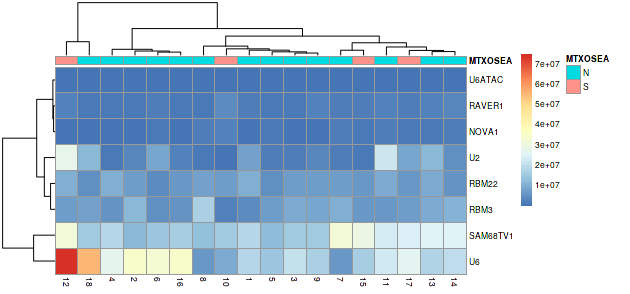 MTXOSEA
U6ATAC
RAVER1
NOVA1
U2
RBM22
RBM3
SAM68TV1
U6
12 18 4 2 6 16 8 10 1 5 3 9 7 15 11 17 13 14
7e+07
6e+07
5e+07
4e+07
3e+07
2e+07
1e+07
MTXOSEA
N
S